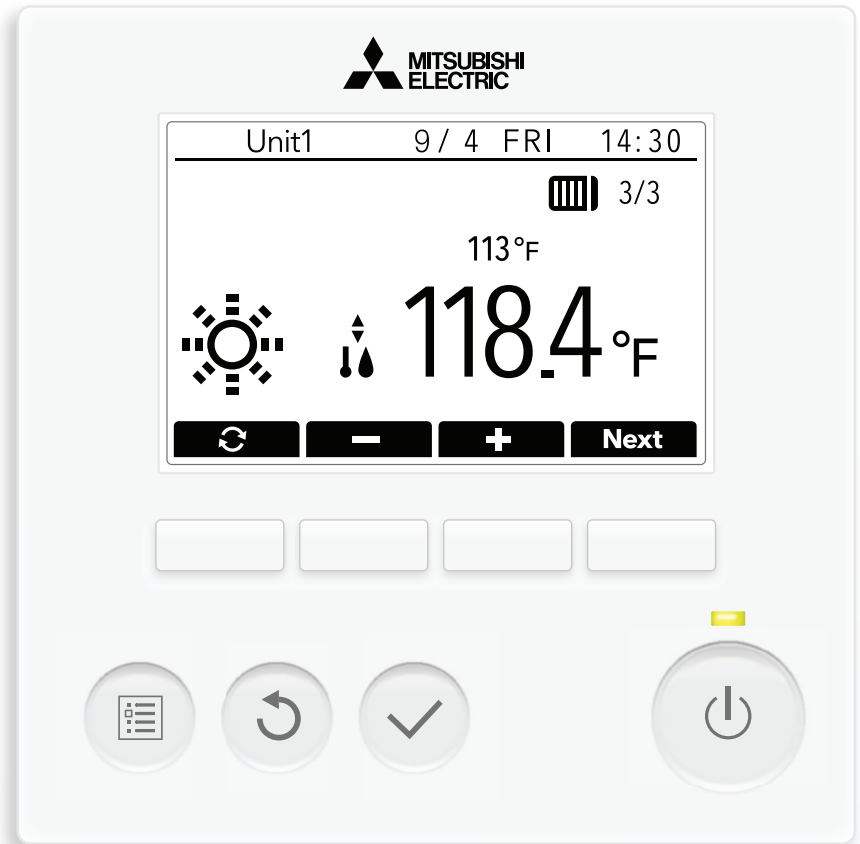 MITSUBISHI
ELECTRIC
Unit1 9/ 4 FRI 14:30
3/3
113°F
118.4°F
Next